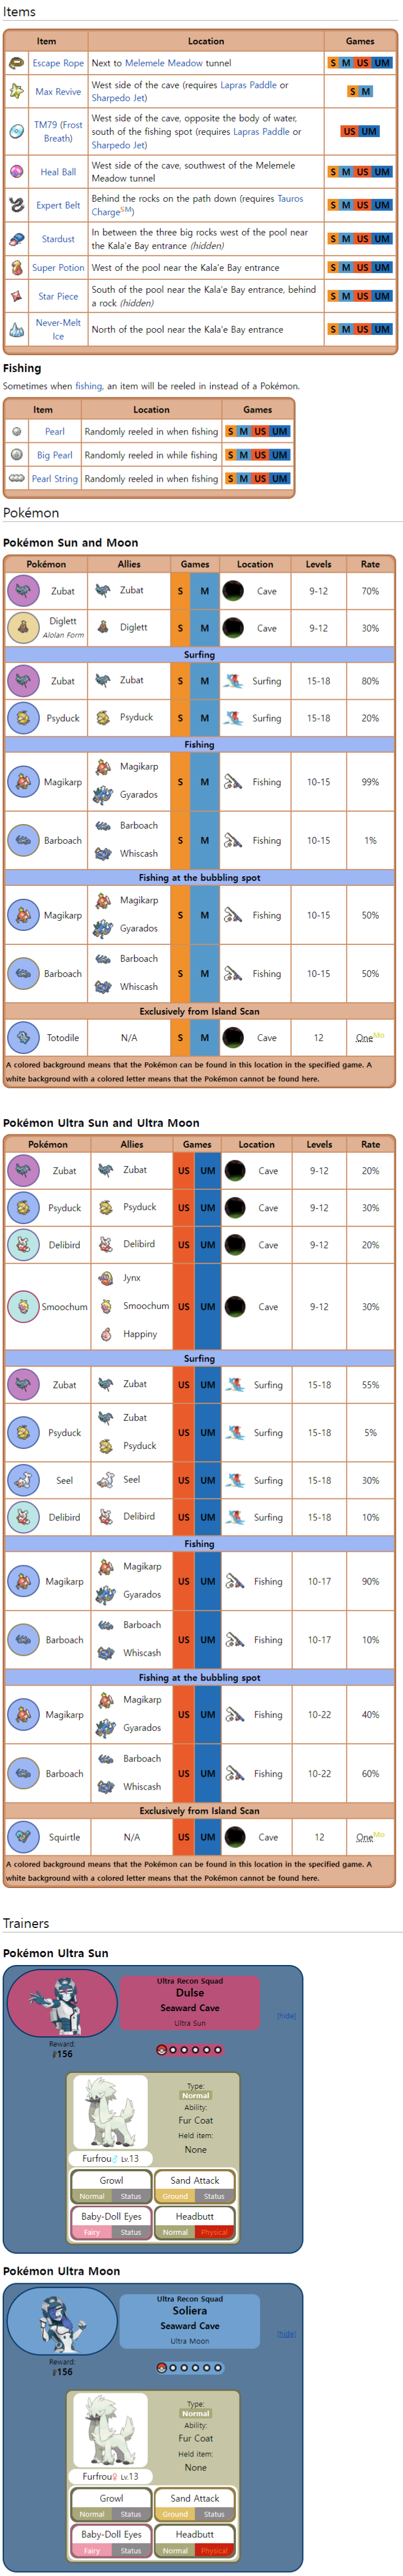 Items
Item Location Games
Escape Rope Next to Melemele Meadow tunnel S M US UM
Max Revive West side of the cave (requires Lapras Paddle or
Sharpedo Jet) S M
TM79 (Frost
Breath) West side of the cave, opposite the body of water,
south of the fishing spot (requires Lapras Paddle or
Sharpedo Jet) US UM
Heal Ball West side of the cave, southwest of the Melemele
Meadow tunnel S M US UM
Expert Belt Behind the rocks on the path down (requires Tauros
Charge SM) S M US UM
Stardust In between the three big rocks west of the pool near
the Kala'e Bay entrance (hidden) S M US UM
Super Potion West of the pool near the Kala'e Bay entrance S M US UM
Star Piece South of the pool near the Kala'e Bay entrance, behind
a rock (hidden) S M US UM
Never-Melt
Ice North of the pool near the Kala'e Bay entrance S M US UM
Fishing
Sometimes when fishing, an item will be reeled in instead of a Pokémon.
Item Location Games
Pearl Randomly reeled in when fishing S M US UM
Big Pearl Randomly reeled in while fishing S M US UM
Pearl String Randomly reeled in when fishing S M US UM
Pokémon
Pokémon Sun and Moon
Pokémon Allies Games Location Levels Rate
Zubat Zubat S M Cave 9-12 70%
Diglett
Alolan Form Diglett S M Cave 9-12 30%
Surfing
Zubat Zubat S M Surfing 15-18 80%
Psyduck Psyduck S M Surfing 15-18 20%
Fishing
Magikarp Magikarp
Gyarados S M Fishing 10-15 99%
Barboach Barboach
Whiscash S M Fishing 10-15 1%
Fishing at the bubbling spot
Magikarp Magikarp
Gyarados S M Fishing 10-15 50%
Barboach Barboach
Whiscash S M Fishing 10-15 50%
Exclusively from Island Scan
Totodile N/A S M Cave 12 One Mo
A colored background means that the Pokémon can be found in this location in the specified game. A
white background with a colored letter means that the Pokémon cannot be found here.
Pokémon Ultra Sun and Ultra Moon
Pokémon Allies Games Location Levels Rate
Zubat Zubat US UM Cave 9-12 20%
Psyduck Psyduck US UM Cave 9-12 30%
Delibird Delibird US UM Cave 9-12 20%
Smoochum Jynx
Smoochum
Happiny US UM Cave 9-12 30%
Surfing
Zubat Zubat US UM Surfing 15-18 55%
Psyduck Zubat
Psyduck US UM Surfing 15-18 5%
Seel Seel US UM Surfing 15-18 30%
Delibird Delibird US UM Surfing 15-18 10%
Fishing
Magikarp Magikarp
Gyarados US UM Fishing 10-17 90%
Barboach Barboach
Whiscash US UM Fishing 10-17 10%
Fishing at the bubbling spot
Magikarp Magikarp
Gyarados US UM Fishing 10-22 40%
Barboach Barboach
Whiscash US UM Fishing 10-22 60%
Exclusively from Island Scan
Squirtle N/A US UM Cave 12 One Mo
A colored background means that the Pokémon can be found in this location in the specified game. A
white background with a colored letter means that the Pokémon cannot be found here.
Trainers
Pokémon Ultra Sun
Ultra Recon Squad
Dulse
Seaward Cave
Ultra Sun
[hide]
Reward:
156
Type:
Normal
Ability:
Fur Coat
Held item:
None
Furfrou♂ Lv.13
Growl Sand Attack
Normal Status Ground Status
Baby-Doll Eyes Headbutt
Fairy Status Normal Physical
Pokémon Ultra Moon
Ultra Recon Squad
Soliera
Seaward Cave
Ultra Moon
[hide]
Reward:
156
Type:
Normal
Ability:
Fur Coat
Held item:
None
Furfrou♀ Lv.13
Growl Sand Attack
Normal Status Ground Status
Baby-Doll Eyes Headbutt
Fairy Status Normal Physical